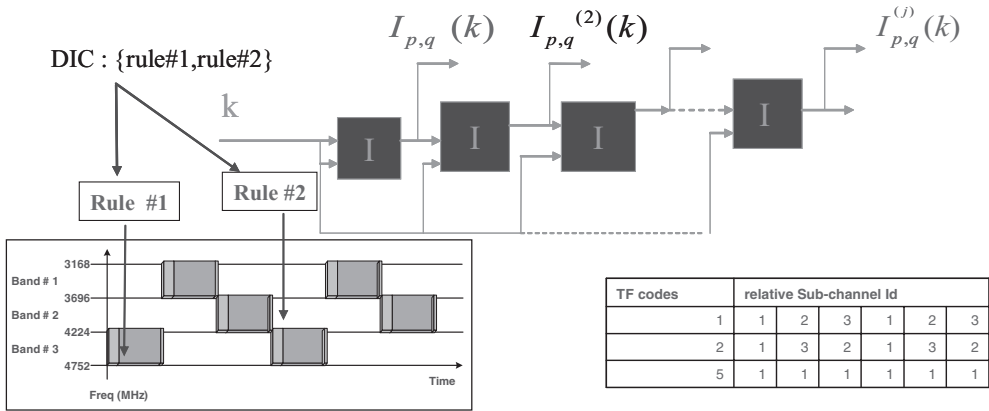 I_{p,q} (k)
I_{p,q}^{(2)}(k)
I_{p,q}^{(j)}(k)
DIC : {rule#1,rule#2}
k
I
I
I
I
Rule #1
Rule #2
3168
Band # 1
3696
Band # 2
4224
Band # 3
4752
Freq (MHz)
Time
TF codes relative Sub-channel Id
1 1 2 3 1 2 3
2 1 3 2 1 3 2
5 1 1 1 1 1 1